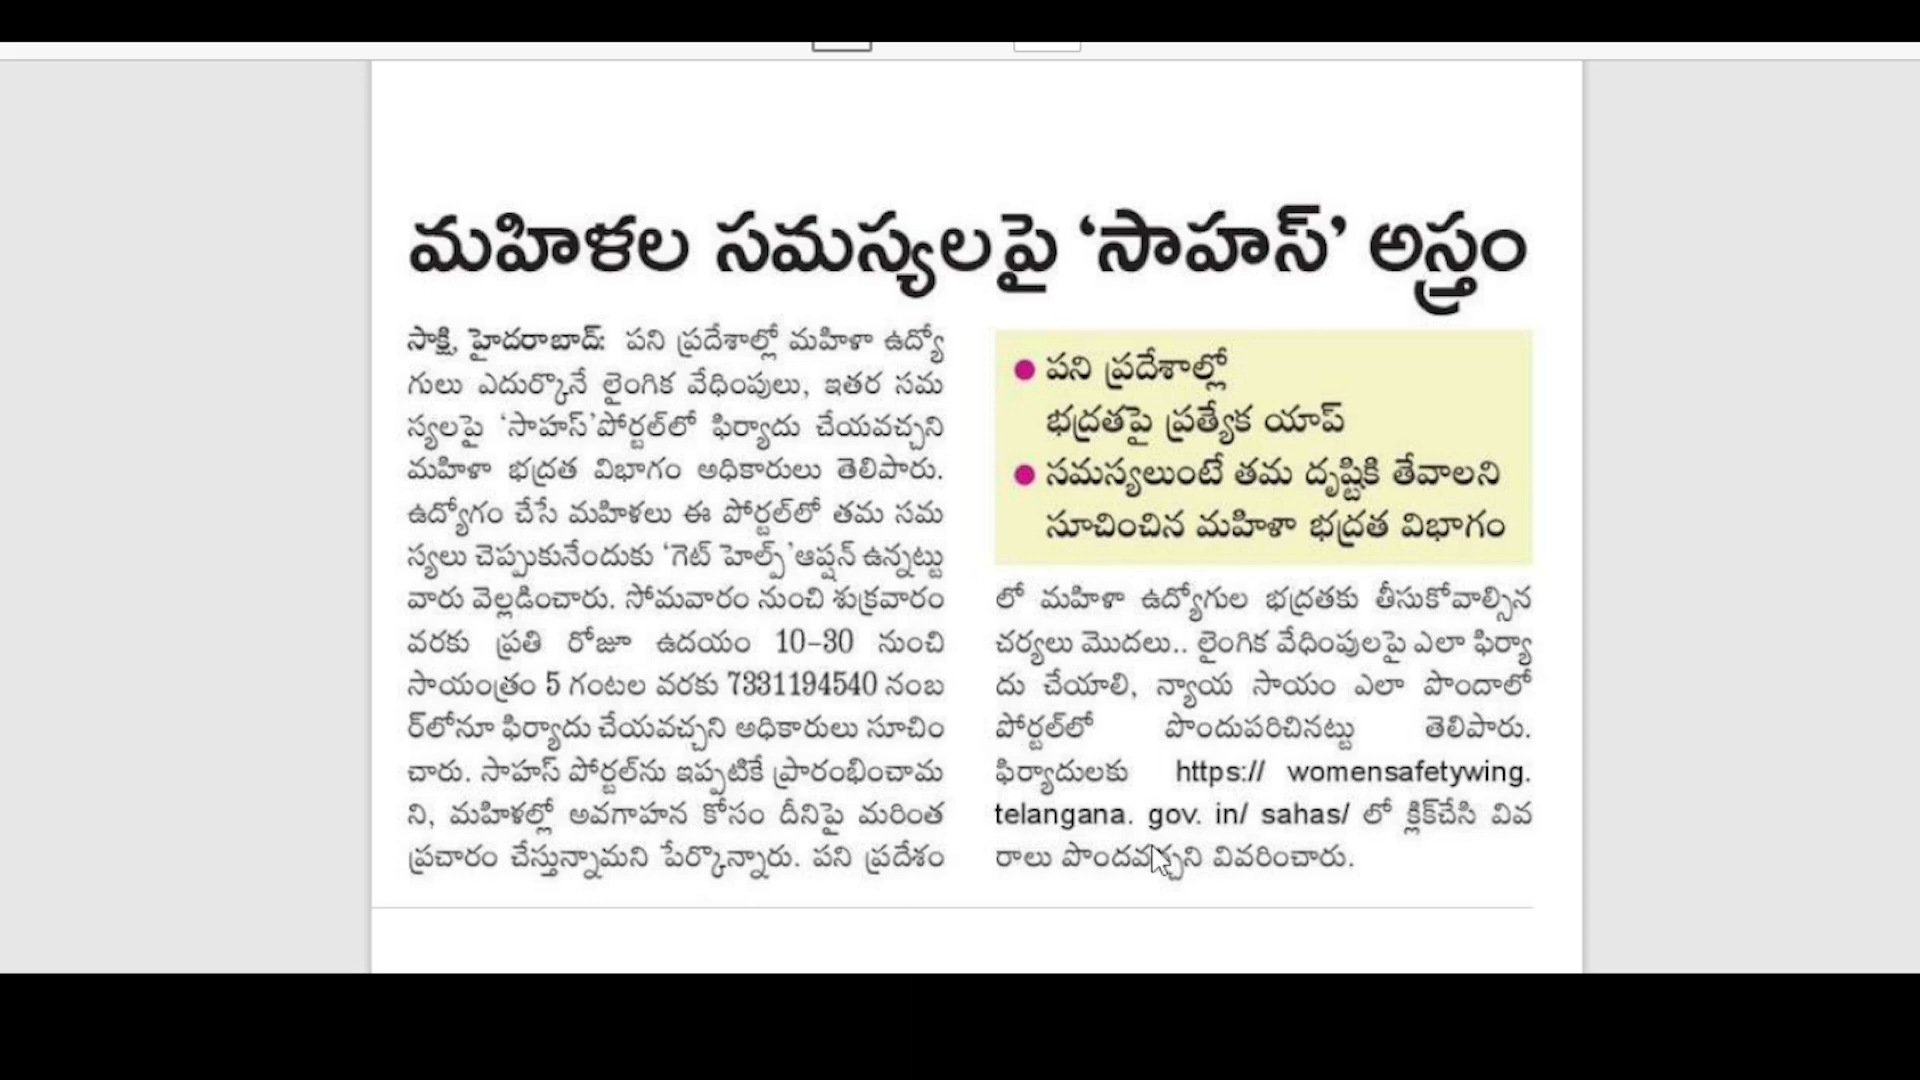 మహిళల సమస్యలపై ‘సాహస్’ అస్త్రం
సాక్షి, హైదరాబాద్: పని ప్రదేశాల్లో మహిళా ఉద్యో
గులు ఎదుర్కొనే లైంగిక వేధింపులు, ఇతర సమ
స్యలపై ‘సాహస్’పోర్టల్‌లో ఫిర్యాదు చేయవచ్చని
మహిళా భద్రత విభాగం అధికారులు తెలిపారు.
ఉద్యోగం చేసే మహిళలు ఈ పోర్టల్‌లో తమ సమ
స్యలు చెప్పుకునేందుకు ‘గెట్ హెల్ప్’ఆప్షన్ ఉన్నట్టు
వారు వెల్లడించారు. సోమవారం నుంచి శుక్రవారం
వరకు ప్రతి రోజూ ఉదయం 10-30 నుంచి
సాయంత్రం 5 గంటల వరకు 7331194540 నంబ
ర్‌లోనూ ఫిర్యాదు చేయవచ్చని అధికారులు సూచిం
చారు. సాహస్ పోర్టల్‌ను ఇప్పటికే ప్రారంభించామ
ని, మహిళల్లో అవగాహన కోసం దీనిపై మరింత
ప్రచారం చేస్తున్నామని పేర్కొన్నారు. పని ప్రదేశం
● పని ప్రదేశాల్లో
భద్రతపై ప్రత్యేక యాప్
● సమస్యలుంటే తమ దృష్టికి తేవాలని
సూచించిన మహిళా భద్రత విభాగం
లో మహిళా ఉద్యోగుల భద్రతకు తీసుకోవాల్సిన
చర్యలు మొదలు.. లైంగిక వేధింపులపై ఎలా ఫిర్యా
దు చేయాలి, న్యాయ సాయం ఎలా పొందాలో
పోర్టల్‌లో పొందుపరిచినట్టు తెలిపారు.
ఫిర్యాదులకు https:// womensafetywing.
telangana. gov. in/ sahas/ లో క్లిక్‌చేసి వివ
రాలు పొందవచ్చని వివరించారు.